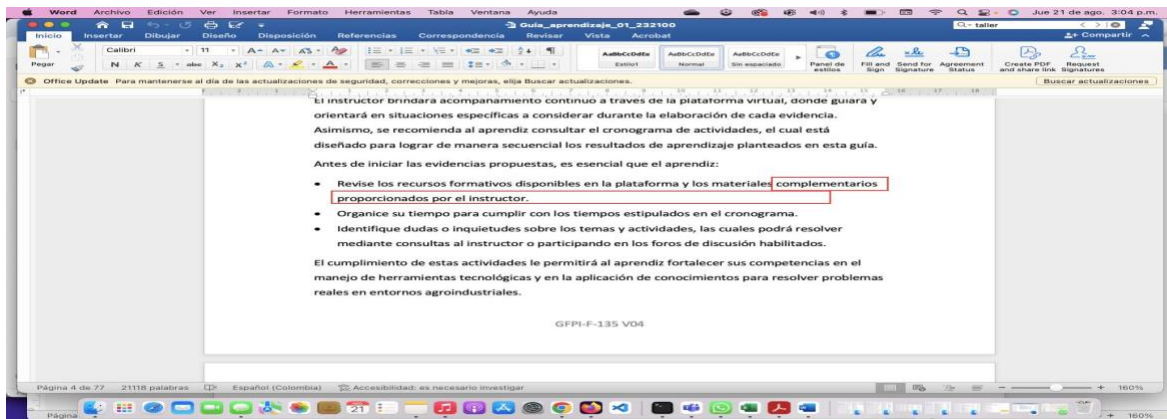 Word Archivo Edición Ver Insertar Formato Herramientas Tabla Ventana Ayuda Jue 21 de ago. 3:04 p.m.
Guia_aprendizaje_01_232100 taller
Inicio Insertar Dibujar Diseño Disposición Referencias Correspondencia Revisar Vista Acrobat Compartir
Pegar Calibri 11 AaBbCcDdEe AaBbCcDdEe AaBbCcDdEe
N K S abc X₂ X² Estilo1 Normal Sin espaciado Panel de estilos Fill and Sign Send for Signature Agreement Status Create PDF and share link Request Signatures
Office Update Para mantenerse al día de las actualizaciones de seguridad, correcciones y mejoras, elija Buscar actualizaciones. Buscar actualizaciones
El instructor brindará acompañamiento continuo a través de la plataforma virtual, donde guiará y
orientará en situaciones específicas a considerar durante la elaboración de cada evidencia.
Asimismo, se recomienda al aprendiz consultar el cronograma de actividades, el cual está
diseñado para lograr de manera secuencial los resultados de aprendizaje planteados en esta guía.
Antes de iniciar las evidencias propuestas, es esencial que el aprendiz:
• Revise los recursos formativos disponibles en la plataforma y los materiales complementarios
proporcionados por el instructor.
• Organice su tiempo para cumplir con los tiempos estipulados en el cronograma.
• Identifique dudas o inquietudes sobre los temas y actividades, las cuales podrá resolver
mediante consultas al instructor o participando en los foros de discusión habilitados.
El cumplimiento de estas actividades le permitirá al aprendiz fortalecer sus competencias en el
manejo de herramientas tecnológicas y en la aplicación de conocimientos para resolver problemas
reales en entornos agroindustriales.
GFPI-F-135 V04
Página 4 de 77 21118 palabras Español (Colombia) Accesibilidad: es necesario investigar 160%
Página 21 160%